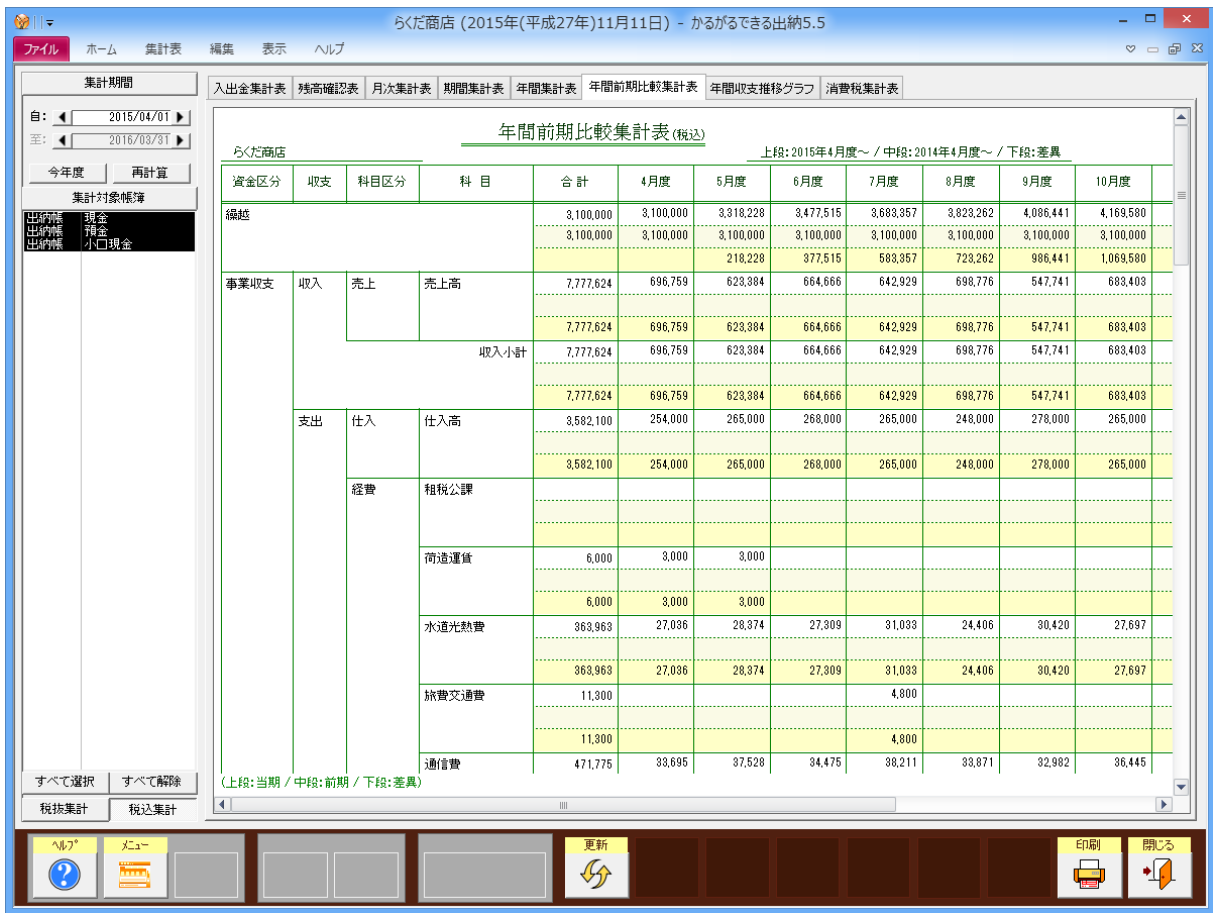 らくだ商店 (2015年(平成27年)11月11日) - かるがるできる出納5.5
ファイル ホーム 集計表 編集 表示 ヘルプ
集計期間
自: 2015/04/01
至: 2016/03/31
今年度 再計算
集計対象帳簿
出納帳 現金
出納帳 預金
出納帳 小口現金
すべて選択 すべて解除
税抜集計 税込集計
入出金集計表 残高確認表 月次集計表 期間集計表 年間集計表 年間前期比較集計表 年間収支推移グラフ 消費税集計表
年間前期比較集計表(税込)
らくだ商店 上段:2015年4月度~ / 中段:2014年4月度~ / 下段:差異
資金区分 収支 科目区分 科 目 合 計 4月度 5月度 6月度 7月度 8月度 9月度 10月度
繰越 3,100,000 3,100,000 3,318,228 3,477,515 3,683,357 3,823,262 4,086,441 4,169,580
3,100,000 3,100,000 3,100,000 3,100,000 3,100,000 3,100,000 3,100,000 3,100,000
218,228 377,515 583,357 723,262 986,441 1,069,580
事業収支 収入 売上 売上高 7,777,624 696,759 623,384 664,666 642,929 698,776 547,741 683,403
7,777,624 696,759 623,384 664,666 642,929 698,776 547,741 683,403
収入小計 7,777,624 696,759 623,384 664,666 642,929 698,776 547,741 683,403
7,777,624 696,759 623,384 664,666 642,929 698,776 547,741 683,403
支出 仕入 仕入高 3,582,100 254,000 265,000 268,000 265,000 248,000 278,000 265,000
3,582,100 254,000 265,000 268,000 265,000 248,000 278,000 265,000
経費 租税公課
荷造運賃 6,000 3,000 3,000
6,000 3,000 3,000
水道光熱費 363,963 27,036 28,374 27,309 31,033 24,406 30,420 27,697
363,963 27,036 28,374 27,309 31,033 24,406 30,420 27,697
旅費交通費 11,300 4,800
11,300 4,800
通信費 471,775 33,695 37,528 34,475 38,211 33,871 32,982 36,445
(上段:当期 / 中段:前期 / 下段:差異)
ヘルプ メニュー 更新 印刷 閉じる